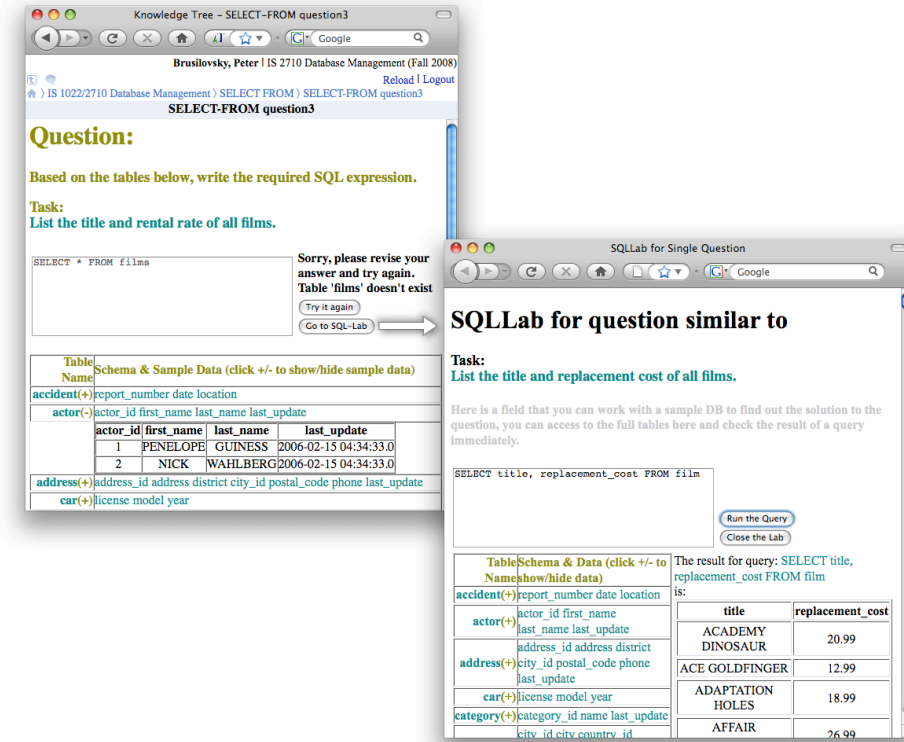 Knowledge Tree – SELECT-FROM question3
Google
Brusilovsky, Peter | IS 2710 Database Management (Fall 2008)
Reload | Logout
〉IS 1022/2710 Database Management 〉SELECT FROM 〉SELECT-FROM question3
SELECT-FROM question3
Question:
Based on the tables below, write the required SQL expression.
Task:
List the title and rental rate of all films.
SELECT * FROM films
Sorry, please revise your
answer and try again.
Table 'films' doesn't exist
Try it again
Go to SQL-Lab
Table Schema & Sample Data (click +/- to show/hide sample data)
Name
accident(+) report_number date location
actor(-) actor_id first_name last_name last_update
actor_id first_name last_name last_update
1 PENELOPE GUINESS 2006-02-15 04:34:33.0
2 NICK WAHLBERG 2006-02-15 04:34:33.0
address(+) address_id address district city_id postal_code phone last_update
car(+) license model year
SQLLab for Single Question
Google
SQLLab for question similar to
Task:
List the title and replacement cost of all films.
Here is a field that you can work with a sample DB to find out the solution to the
question, you can access to the full tables here and check the result of a query
immediately.
SELECT title, replacement_cost FROM film
Run the Query
Close the Lab
Table Schema & Data (click +/- to
Name show/hide data)
accident(+) report_number date location
actor(+) actor_id first_name
last_name last_update
address(+) address_id address district
city_id postal_code phone
last_update
car(+) license model year
category(+) category_id name last_update
city_id city country_id
The result for query: SELECT title,
replacement_cost FROM film
is:
title replacement_cost
ACADEMY
DINOSAUR 20.99
ACE GOLDFINGER 12.99
ADAPTATION
HOLES 18.99
AFFAIR
26.99